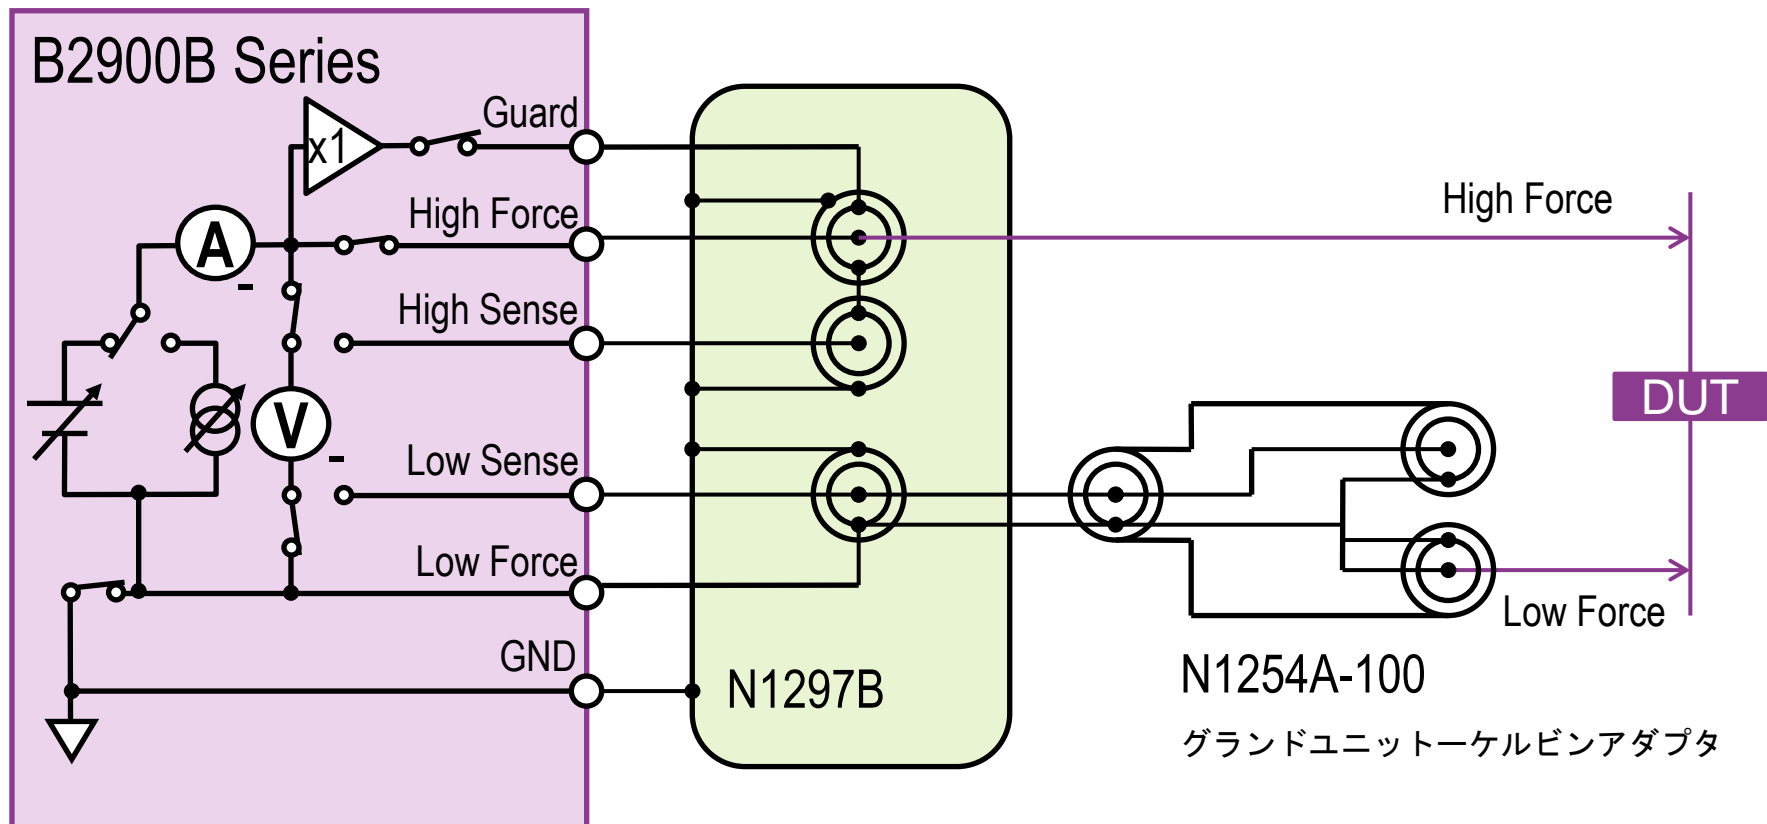 B2900B Series
Guard
x1
High Force
High Force
A
-
High Sense
DUT
V
-
Low Sense
Low Force
Low Force
GND
N1297B
N1254A-100
グランドユニットーケルビンアダプタ